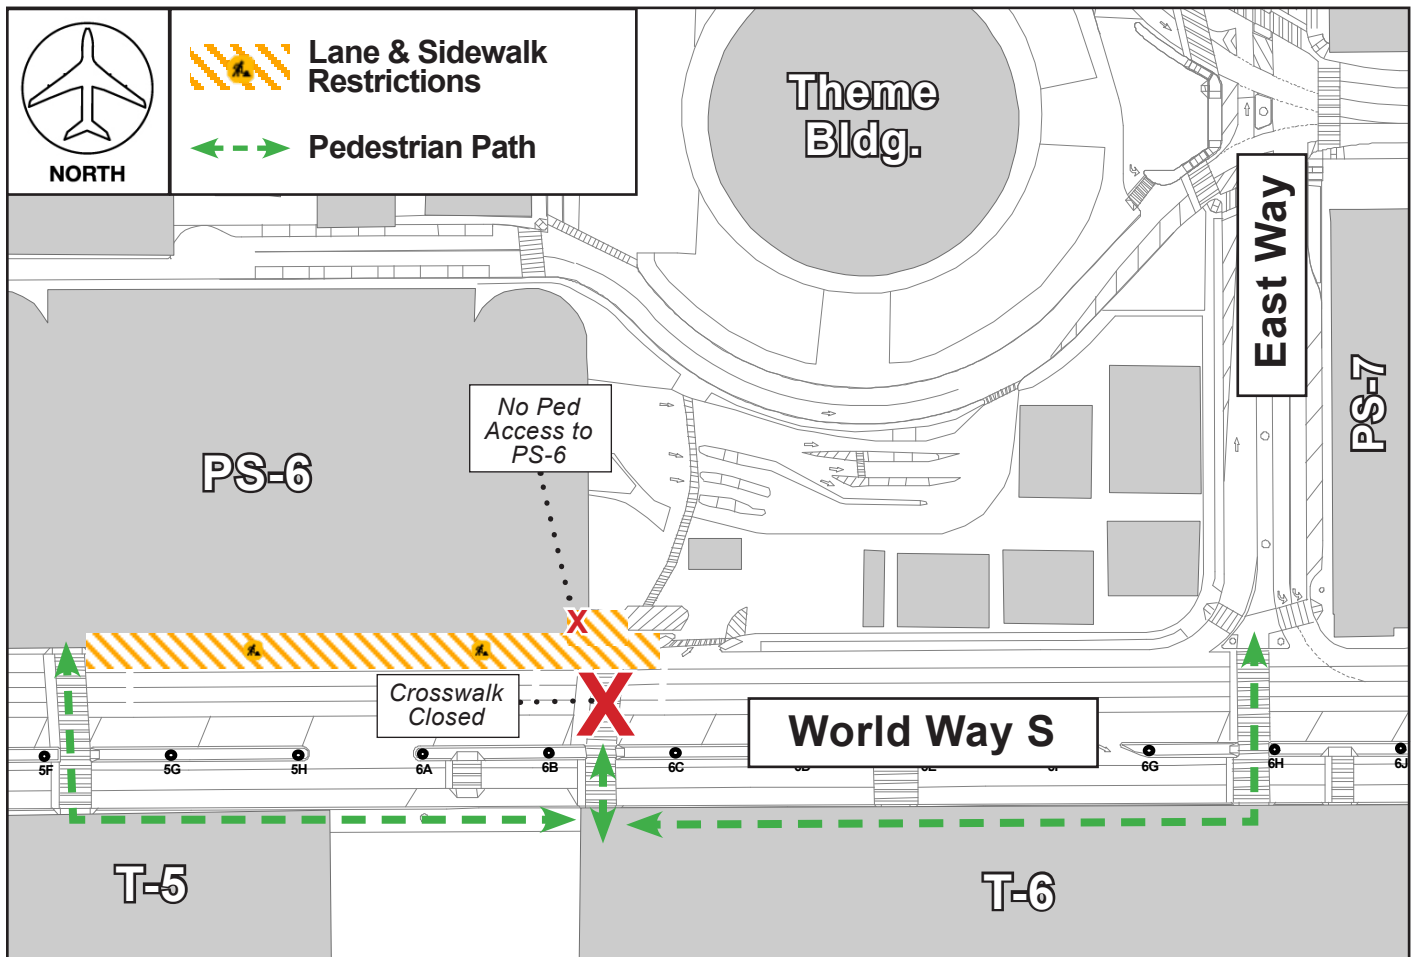 NORTH
Lane & Sidewalk
Restrictions
Pedestrian Path
Theme
Bldg.
East Way
PS-7
No Ped
Access to
PS-6
PS-6
X
Crosswalk
Closed
X
World Way S
5F
5G
5H
6A
6B
6C
6G
6H
6J
T-5
T-6